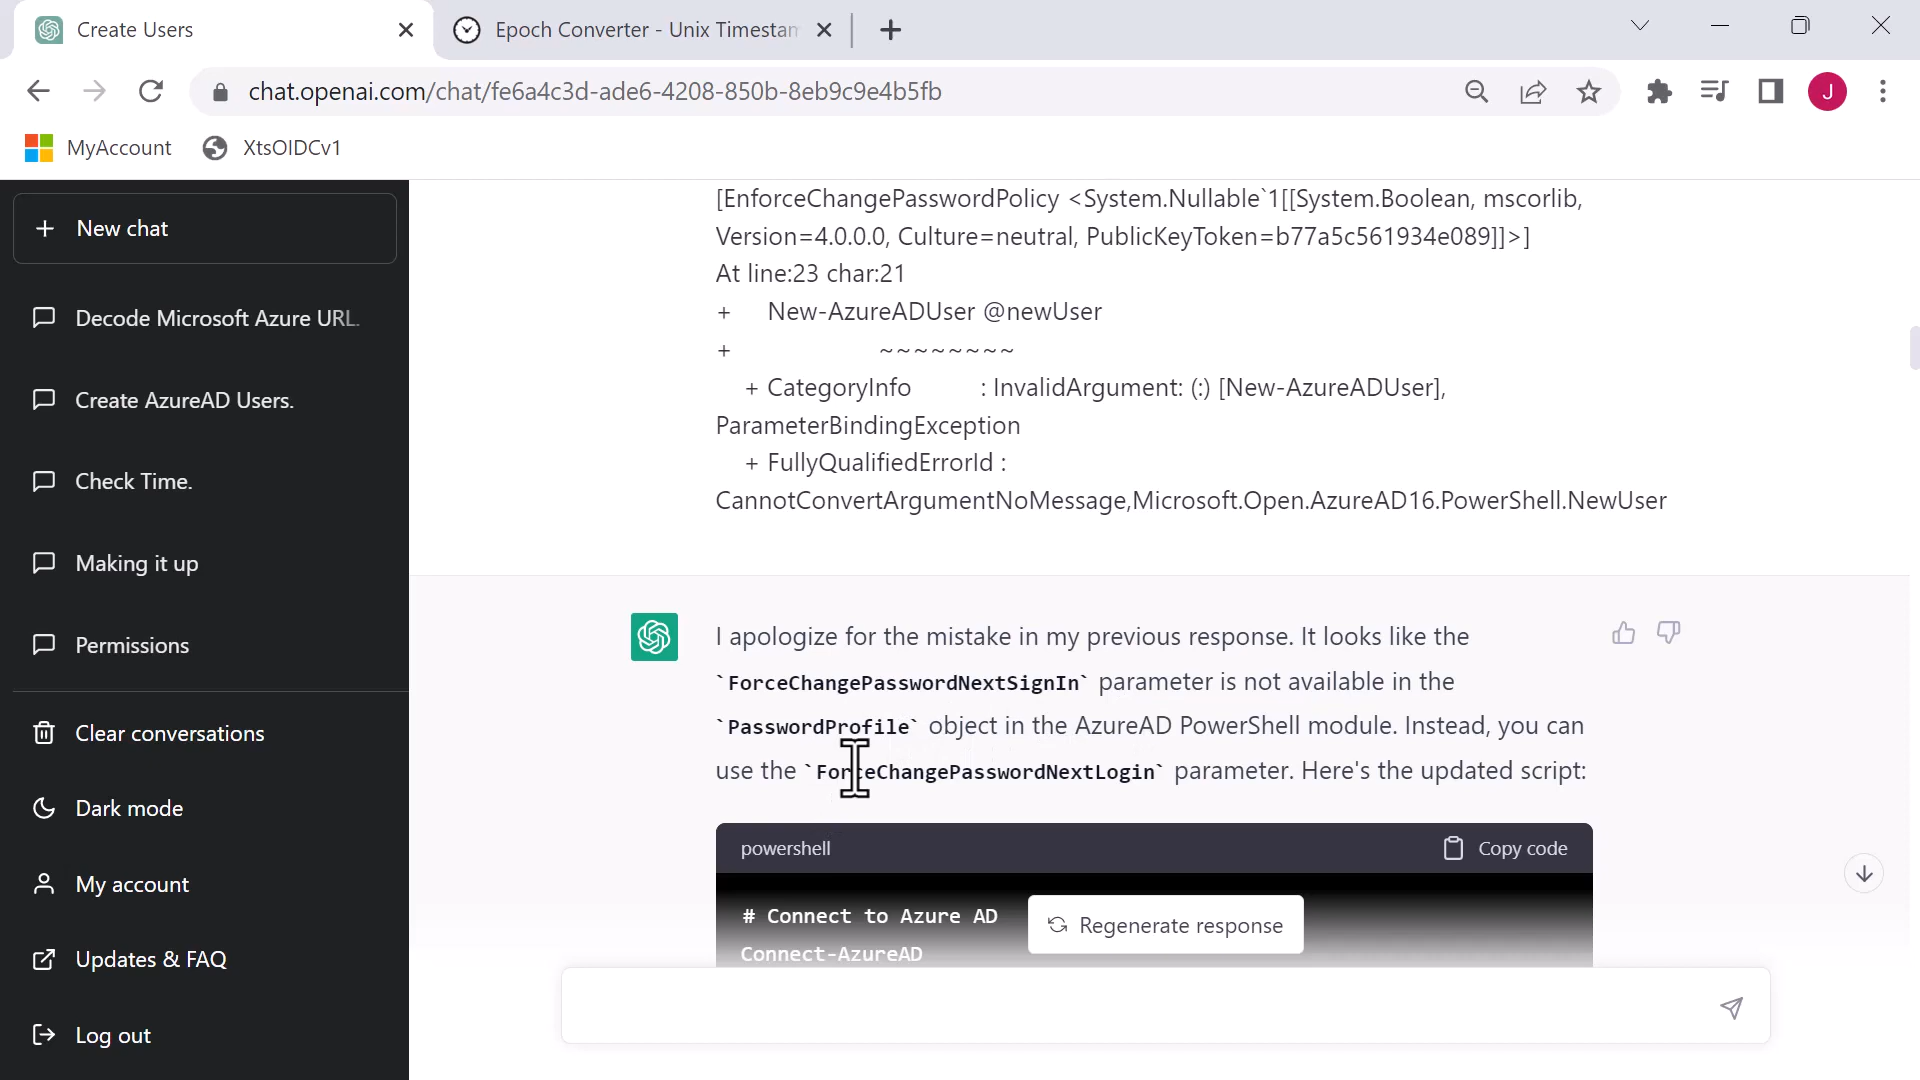 Create Users
Epoch Converter - Unix Timestam
chat.openai.com/chat/fe6a4c3d-ade6-4208-850b-8eb9c9e4b5fb
J
MyAccount
XtsOIDCv1
New chat
Decode Microsoft Azure URL.
Create AzureAD Users.
Check Time.
Making it up
Permissions
Clear conversations
Dark mode
My account
Updates & FAQ
Log out
[EnforceChangePasswordPolicy <System.Nullable`1[[System.Boolean, mscorlib,
Version=4.0.0.0, Culture=neutral, PublicKeyToken=b77a5c561934e089]]>]
At line:23 char:21
+ New-AzureADUser @newUser
+ ~~~~~~~~
+ CategoryInfo : InvalidArgument: (:) [New-AzureADUser],
ParameterBindingException
+ FullyQualifiedErrorId :
CannotConvertArgumentNoMessage,Microsoft.Open.AzureAD16.PowerShell.NewUser
I apologize for the mistake in my previous response. It looks like the
`ForceChangePasswordNextSignIn` parameter is not available in the
`PasswordProfile` object in the AzureAD PowerShell module. Instead, you can
use the `ForceChangePasswordNextLogin` parameter. Here's the updated script:
powershell
Copy code
# Connect to Azure AD
Connect-AzureAD
Regenerate response